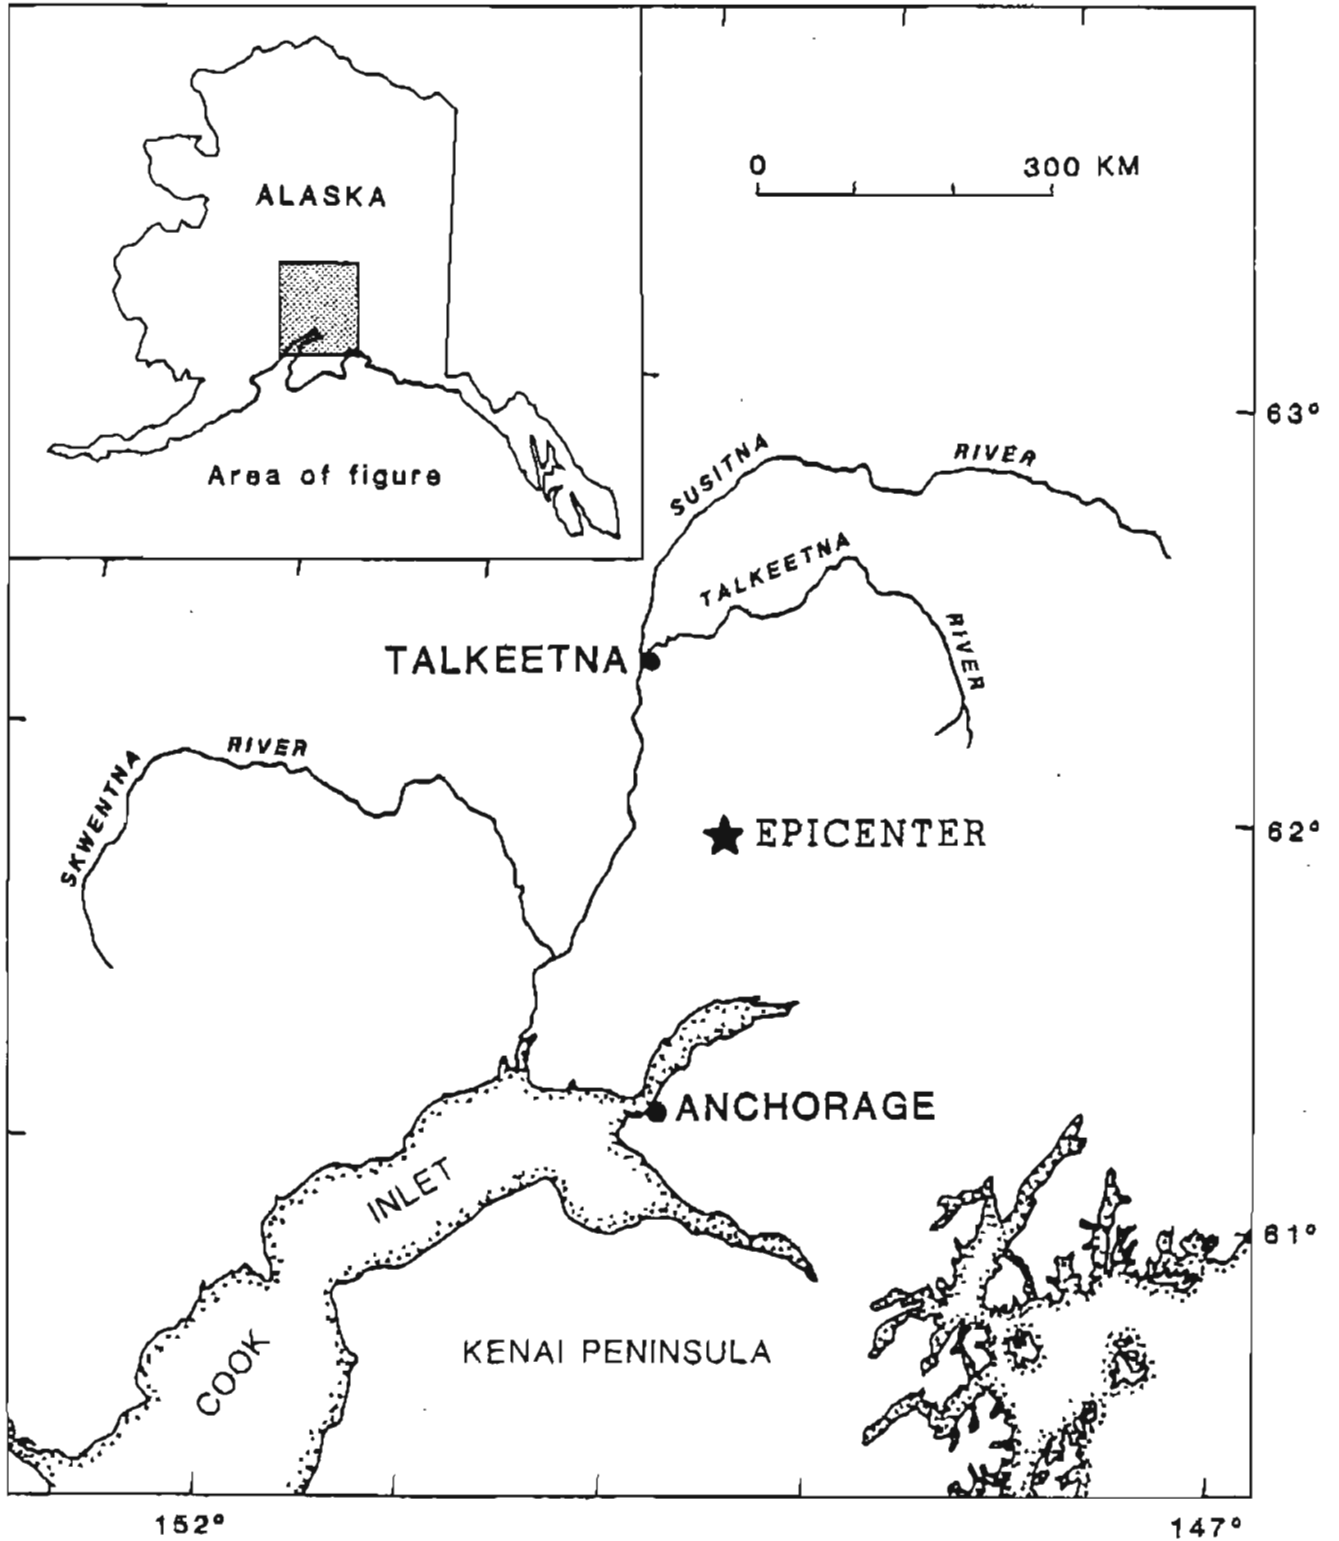 ALASKA
Area of figure
0 300 KM
63°
SUSITNA RIVER
TALKEETNA RIVER
TALKEETNA
SKWENTNA RIVER
EPICENTER
62°
ANCHORAGE
INLET
61°
COOK
KENAI PENINSULA
152° 147°